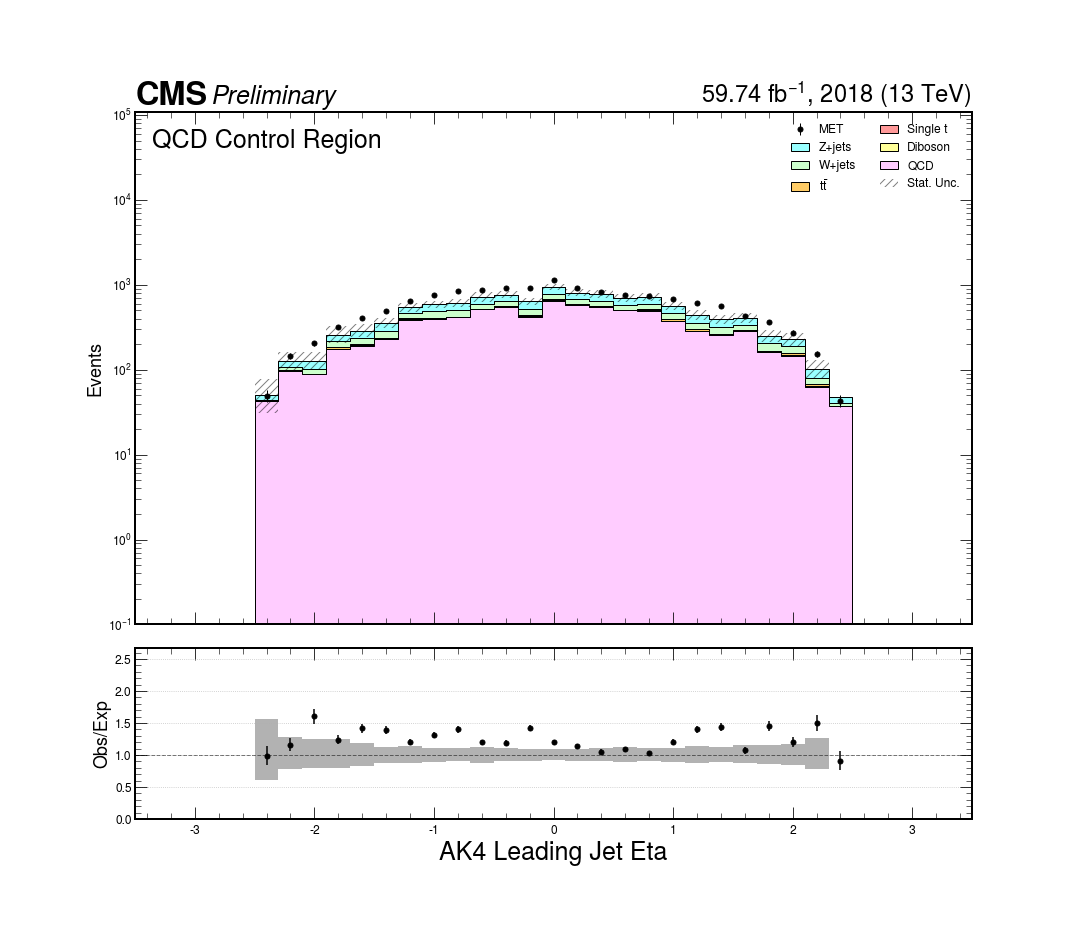 CMS Preliminary
59.74 fb⁻¹, 2018 (13 TeV)
QCD Control Region
MET
Z+jets
W+jets
tt̄
Single t
Diboson
QCD
Stat. Unc.
Events
10⁵
10⁴
10³
10²
10¹
10⁰
10⁻¹
Obs/Exp
2.5
2.0
1.5
1.0
0.5
0.0
-3 -2 -1 0 1 2 3
AK4 Leading Jet Eta